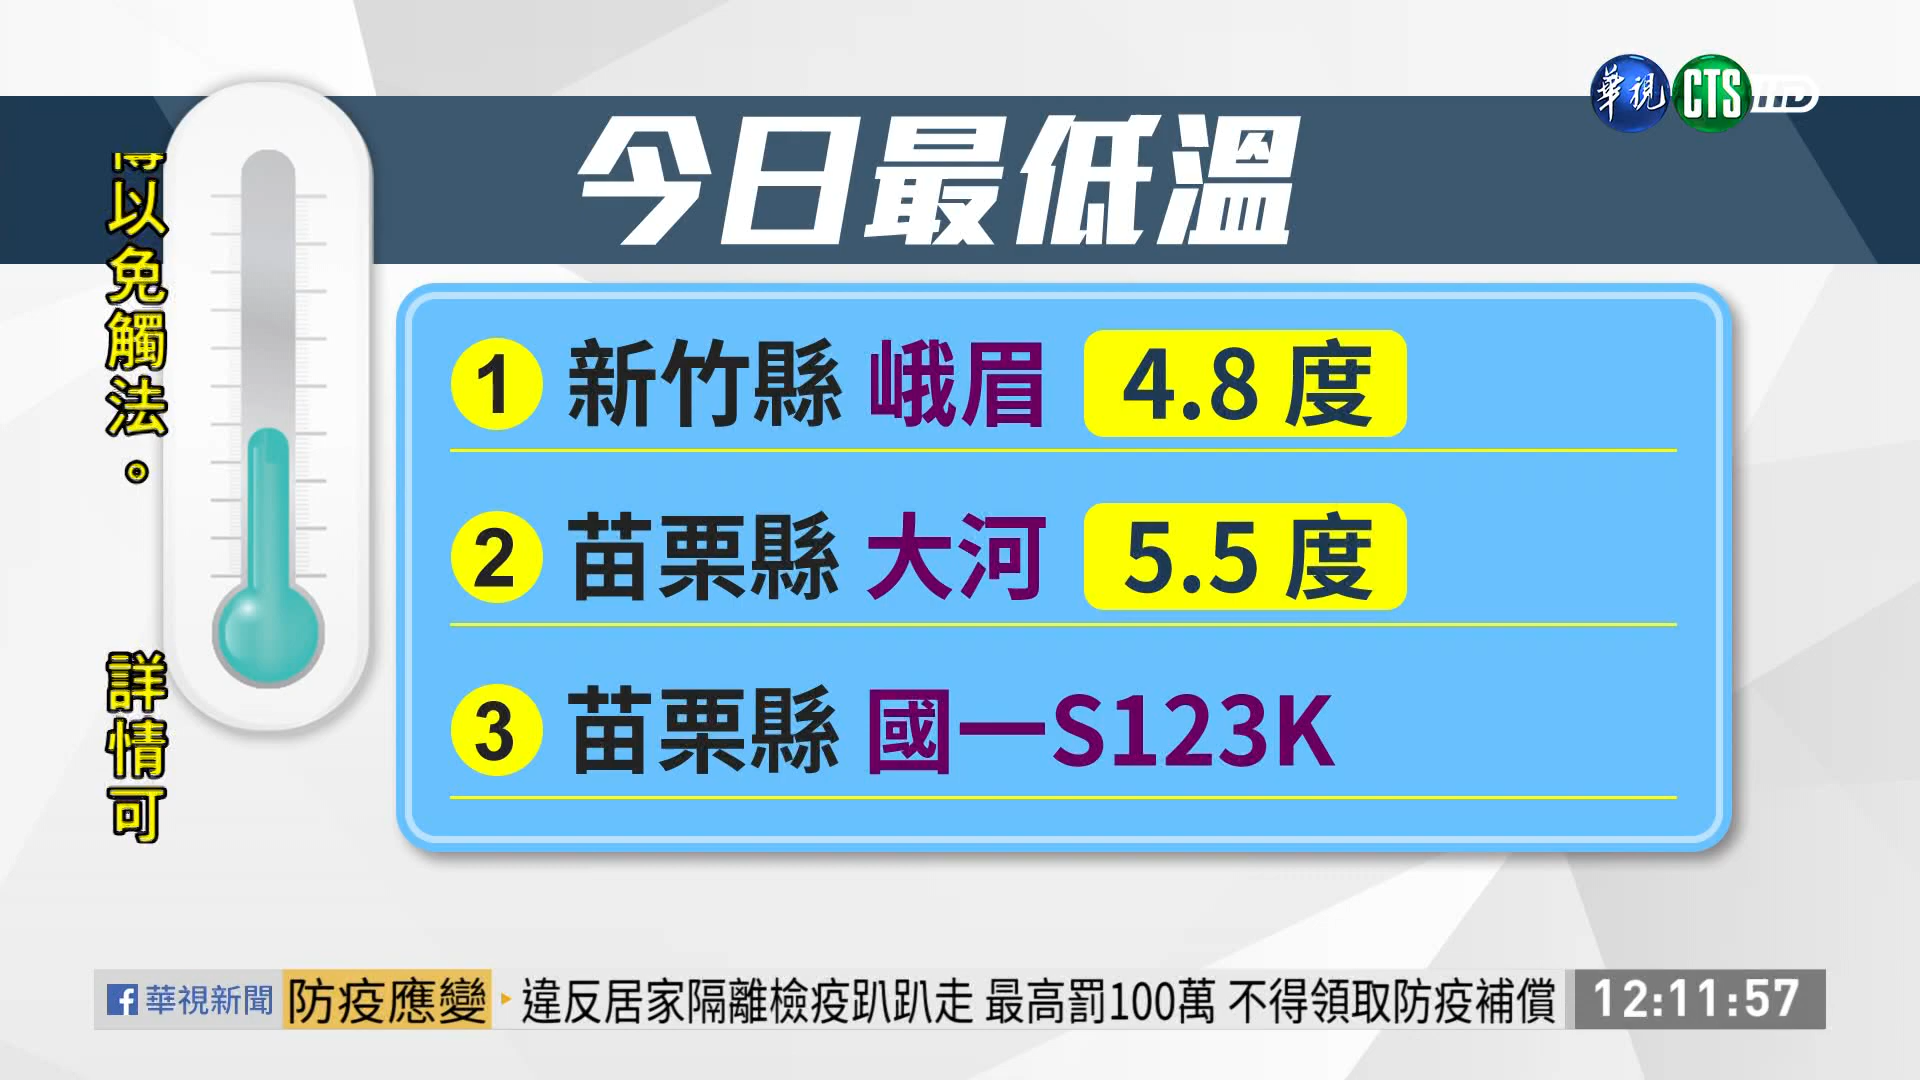 華視 CTS HD
今日最低溫
1 新竹縣 峨眉 4.8 度
2 苗栗縣 大河 5.5 度
3 苗栗縣 國一S123K
傳以免觸法。 詳情可
華視新聞 防疫應變 違反居家隔離檢疫趴趴走 最高罰100萬 不得領取防疫補償 12:11:57